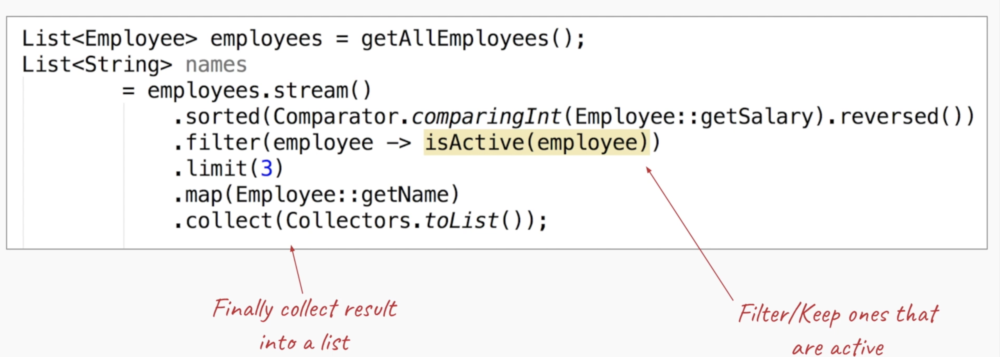 List<Employee> employees = getAllEmployees();
List<String> names
= employees.stream()
.sorted(Comparator.comparingInt(Employee::getSalary).reversed())
.filter(employee -> isActive(employee))
.limit(3)
.map(Employee::getName)
.collect(Collectors.toList());
Finally collect result
into a list
Filter/Keep ones that
are active